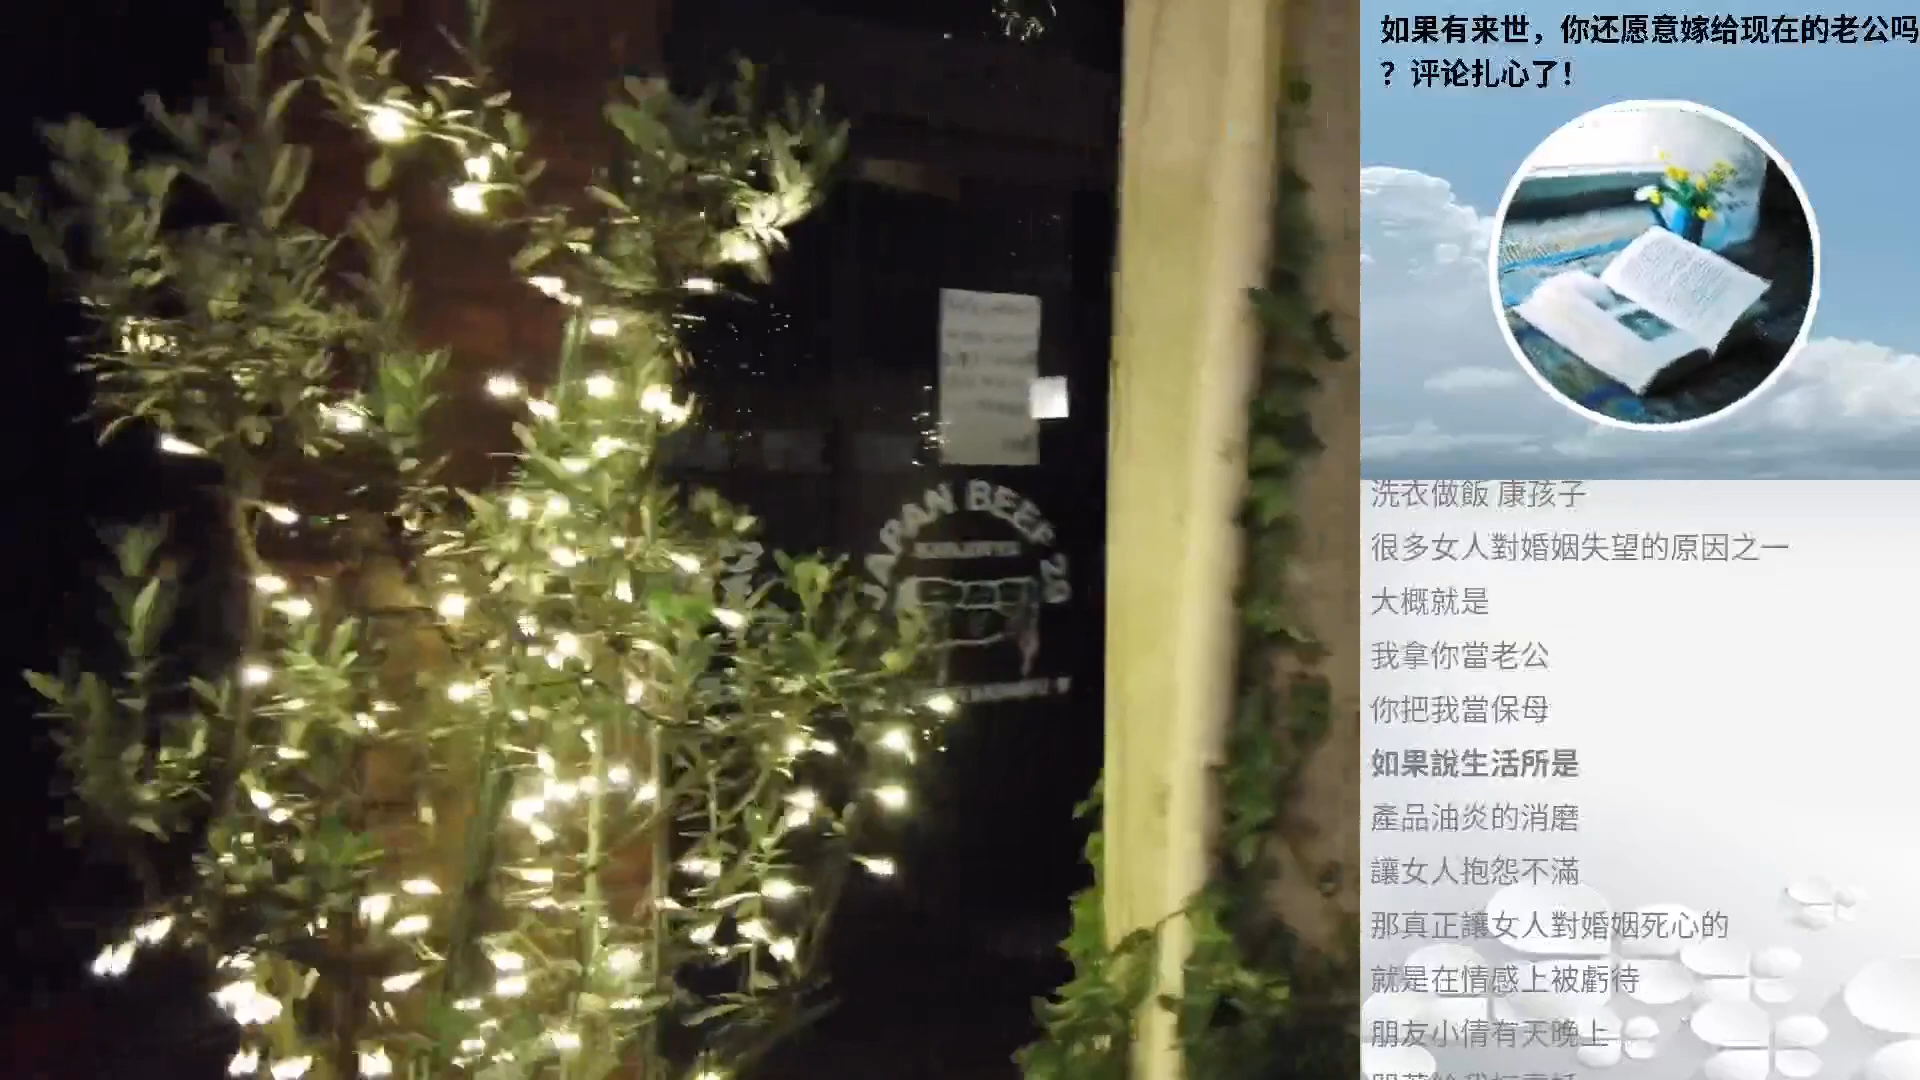 如果有来世，你还愿意嫁给现在的老公吗
？评论扎心了！
JAPAN BEEF
洗衣做飯 康孩子
很多女人對婚姻失望的原因之一
大概就是
我拿你當老公
你把我當保母
如果說生活所是
產品油炎的消磨
讓女人抱怨不滿
那真正讓女人對婚姻死心的
就是在情感上被虧待
朋友小倩有天晚上